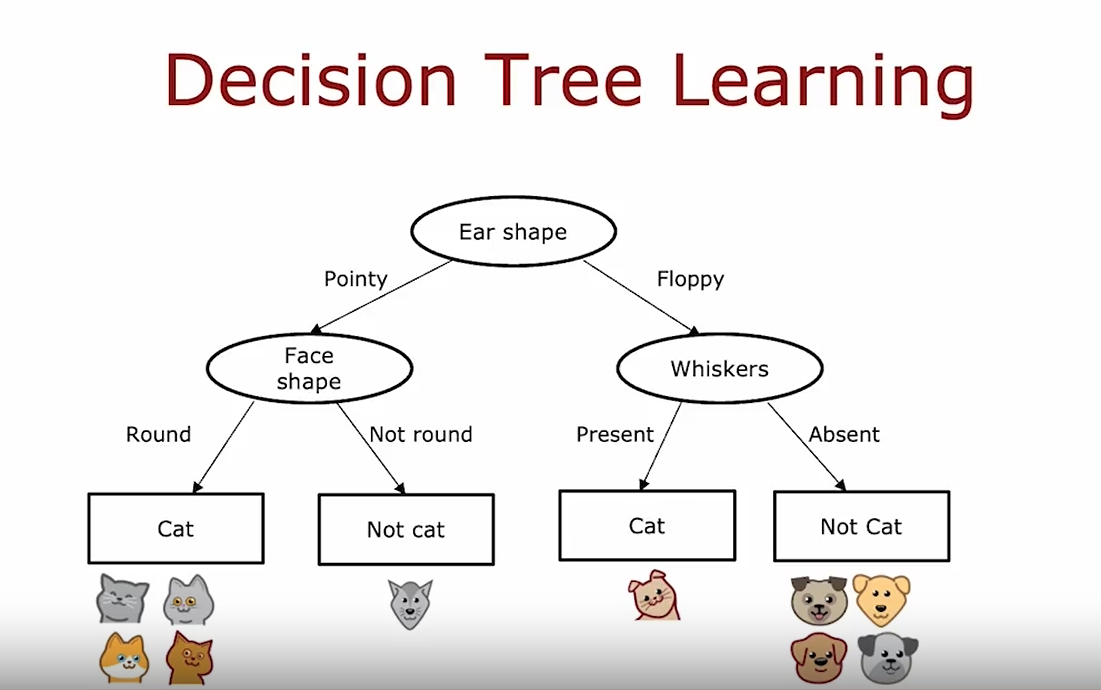 Decision Tree Learning
Ear shape
Pointy
Floppy
Face
shape
Whiskers
Round
Not round
Present
Absent
Cat
Not cat
Cat
Not Cat